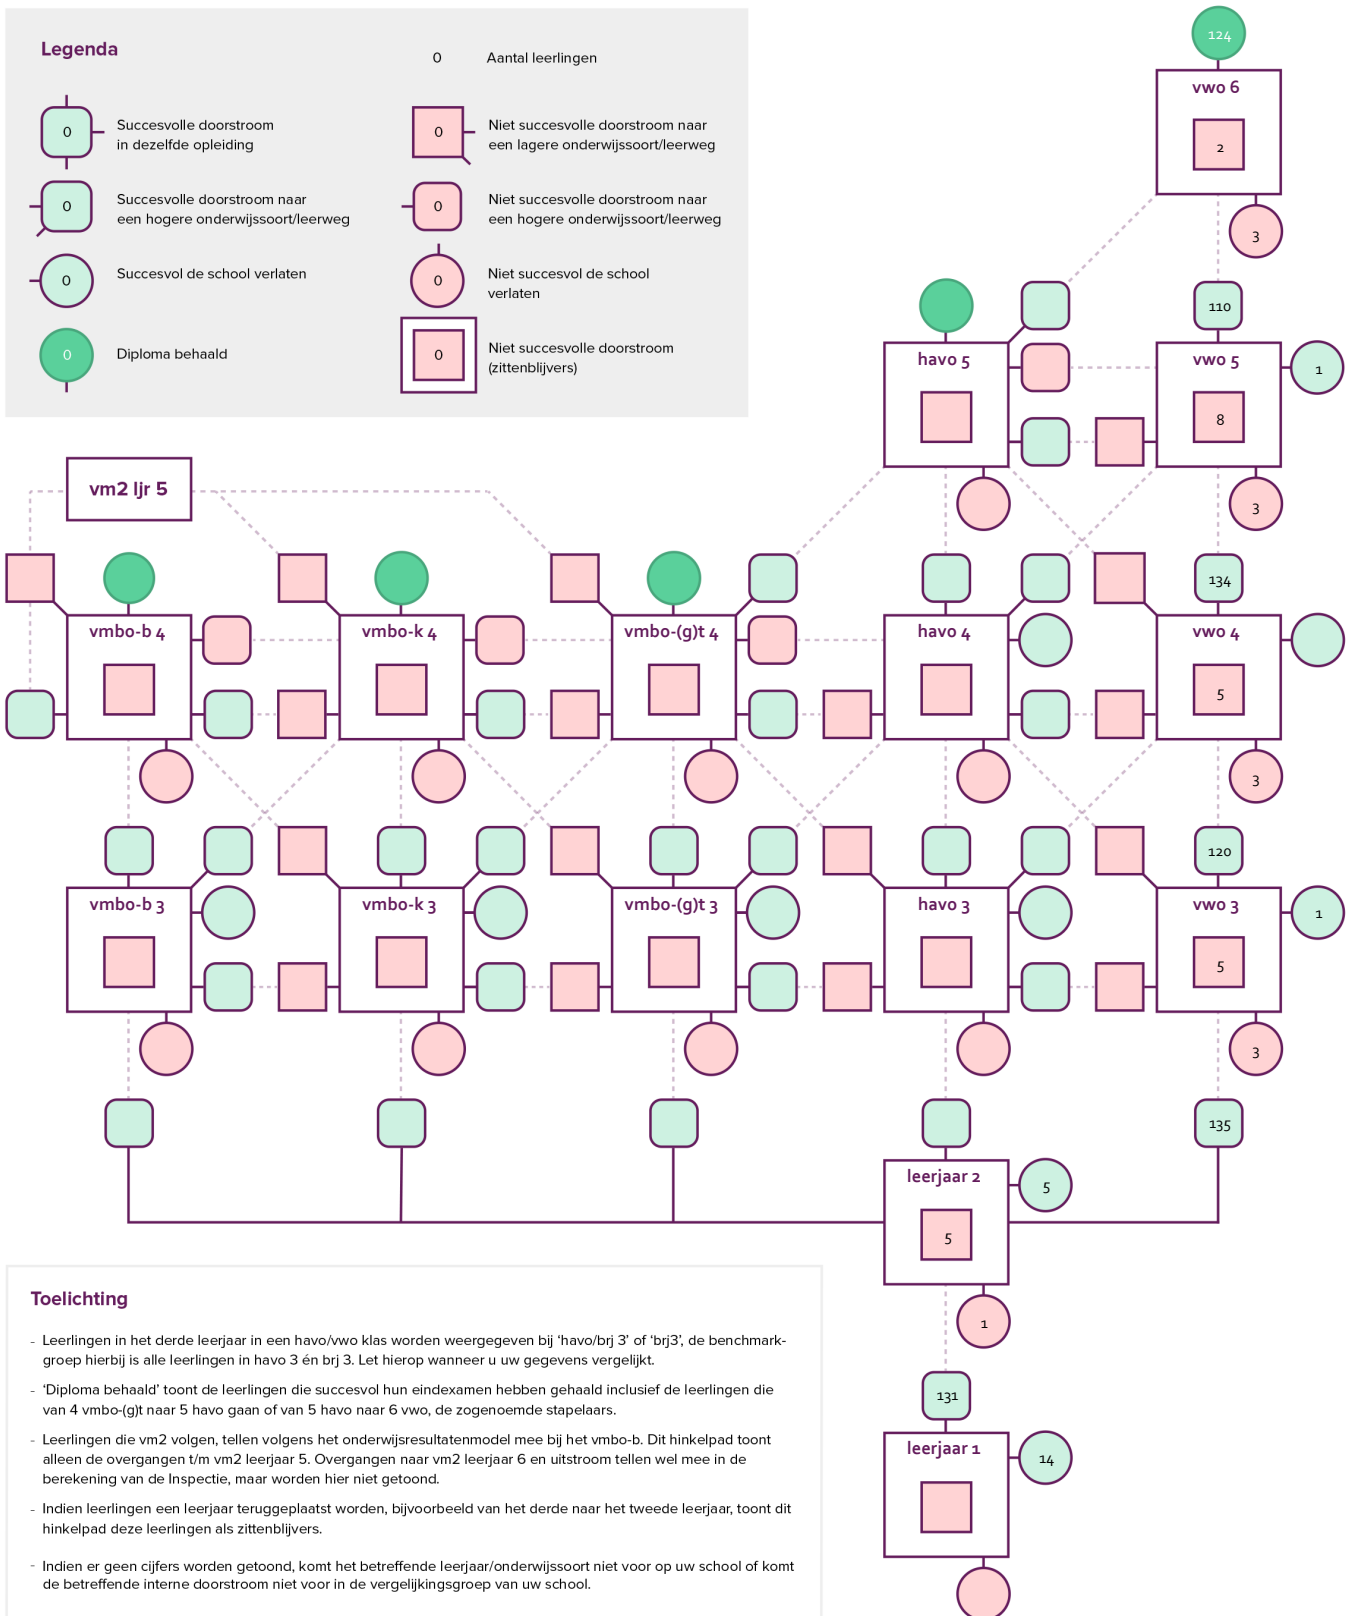 Legenda
0 Aantal leerlingen
0 Succesvolle doorstroom
in dezelfde opleiding
0 Niet succesvolle doorstroom naar
een lagere onderwijssoort/leerweg
0 Succesvolle doorstroom naar
een hogere onderwijssoort/leerweg
0 Niet succesvolle doorstroom naar
een hogere onderwijssoort/leerweg
0 Succesvol de school verlaten
0 Niet succesvol de school
verlaten
0 Diploma behaald
0 Niet succesvolle doorstroom
(zittenblijvers)
124
vwo 6
2
3
110
havo 5
vwo 5
1
8
3
vm2 ljr 5
134
vmbo-b 4
vmbo-k 4
vmbo-(g)t 4
havo 4
vwo 4
5
3
120
vmbo-b 3
vmbo-k 3
vmbo-(g)t 3
havo 3
vwo 3
1
5
3
135
leerjaar 2
5
5
1
131
leerjaar 1
14
Toelichting
- Leerlingen in het derde leerjaar in een havo/vwo klas worden weergegeven bij ‘havo/brj 3’ of ‘brj3’, de benchmark-
groep hierbij is alle leerlingen in havo 3 én brj 3. Let hierop wanneer u uw gegevens vergelijkt.
- ‘Diploma behaald’ toont de leerlingen die succesvol hun eindexamen hebben gehaald inclusief de leerlingen die
van 4 vmbo-(g)t naar 5 havo gaan of van 5 havo naar 6 vwo, de zogenoemde stapelaars.
- Leerlingen die vm2 volgen, tellen volgens het onderwijsresultatenmodel mee bij het vmbo-b. Dit hinkelpad toont
alleen de overgangen t/m vm2 leerjaar 5. Overgangen naar vm2 leerjaar 6 en uitstroom tellen wel mee in de
berekening van de Inspectie, maar worden hier niet getoond.
- Indien leerlingen een leerjaar teruggeplaatst worden, bijvoorbeeld van het derde naar het tweede leerjaar, toont dit
hinkelpad deze leerlingen als zittenblijvers.
- Indien er geen cijfers worden getoond, komt het betreffende leerjaar/onderwijssoort niet voor op uw school of komt
de betreffende interne doorstroom niet voor in de vergelijkingsgroep van uw school.